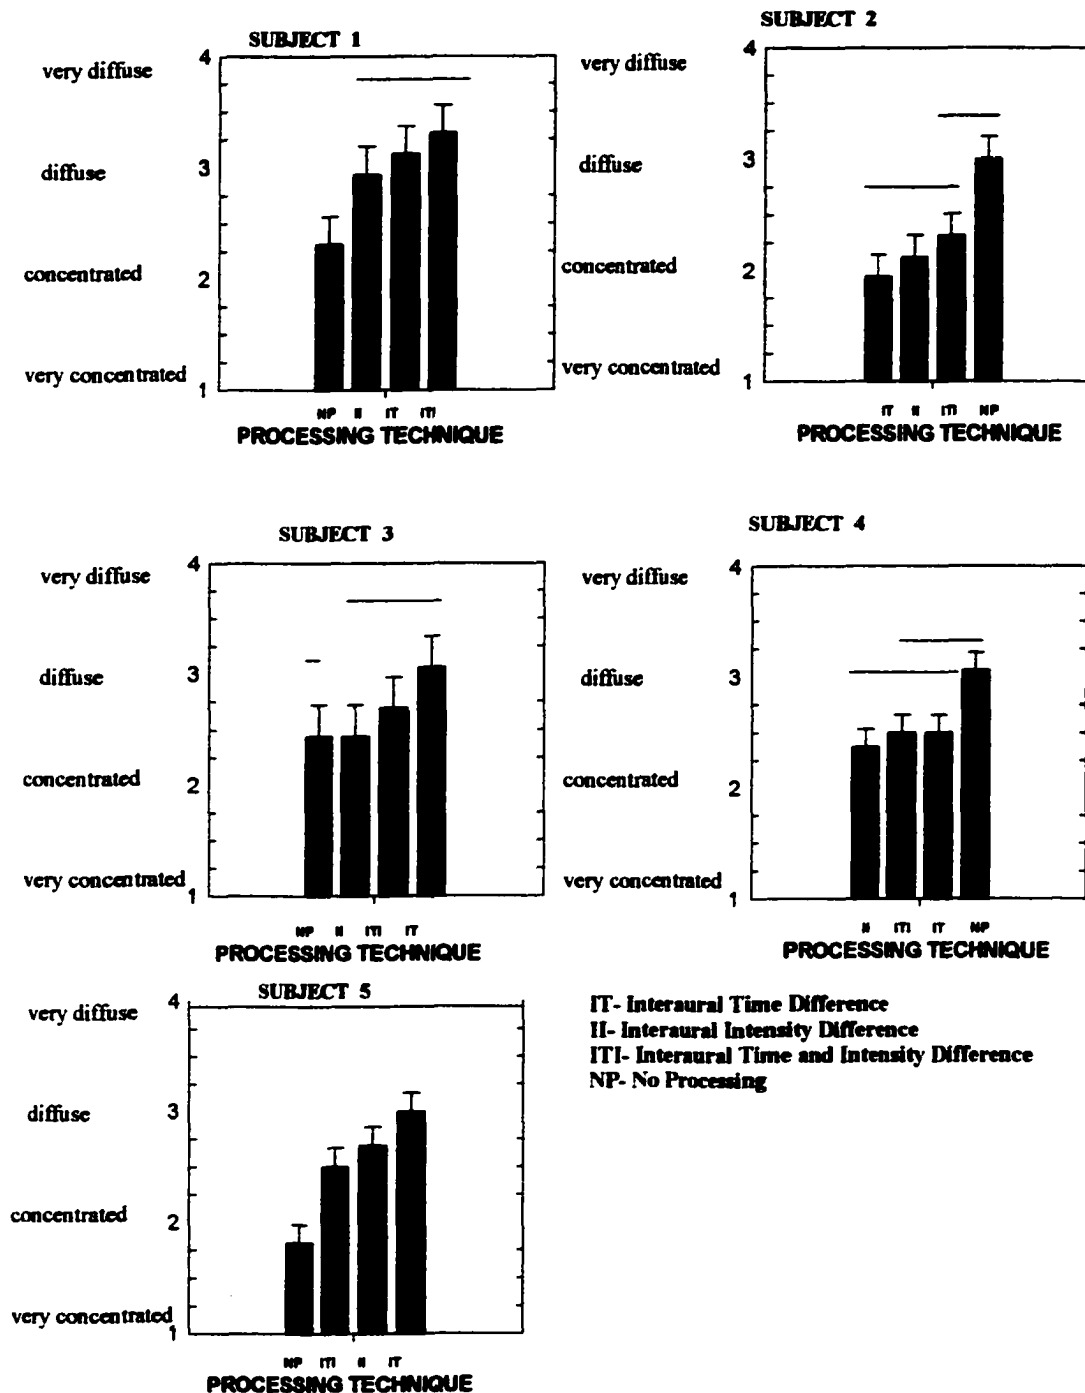 SUBJECT 1
very diffuse
diffuse
concentrated
very concentrated
4
3
2
1
NP II IT ITI
PROCESSING TECHNIQUE
SUBJECT 2
very diffuse
diffuse
concentrated
very concentrated
4
3
2
1
IT II ITI NP
PROCESSING TECHNIQUE
SUBJECT 3
very diffuse
diffuse
concentrated
very concentrated
4
3
2
1
NP II ITI IT
PROCESSING TECHNIQUE
SUBJECT 4
very diffuse
diffuse
concentrated
very concentrated
4
3
2
1
II ITI IT NP
PROCESSING TECHNIQUE
SUBJECT 5
very diffuse
diffuse
concentrated
very concentrated
4
3
2
1
NP ITI II IT
PROCESSING TECHNIQUE
IT- Interaural Time Difference
II- Interaural Intensity Difference
ITI- Interaural Time and Intensity Difference
NP- No Processing